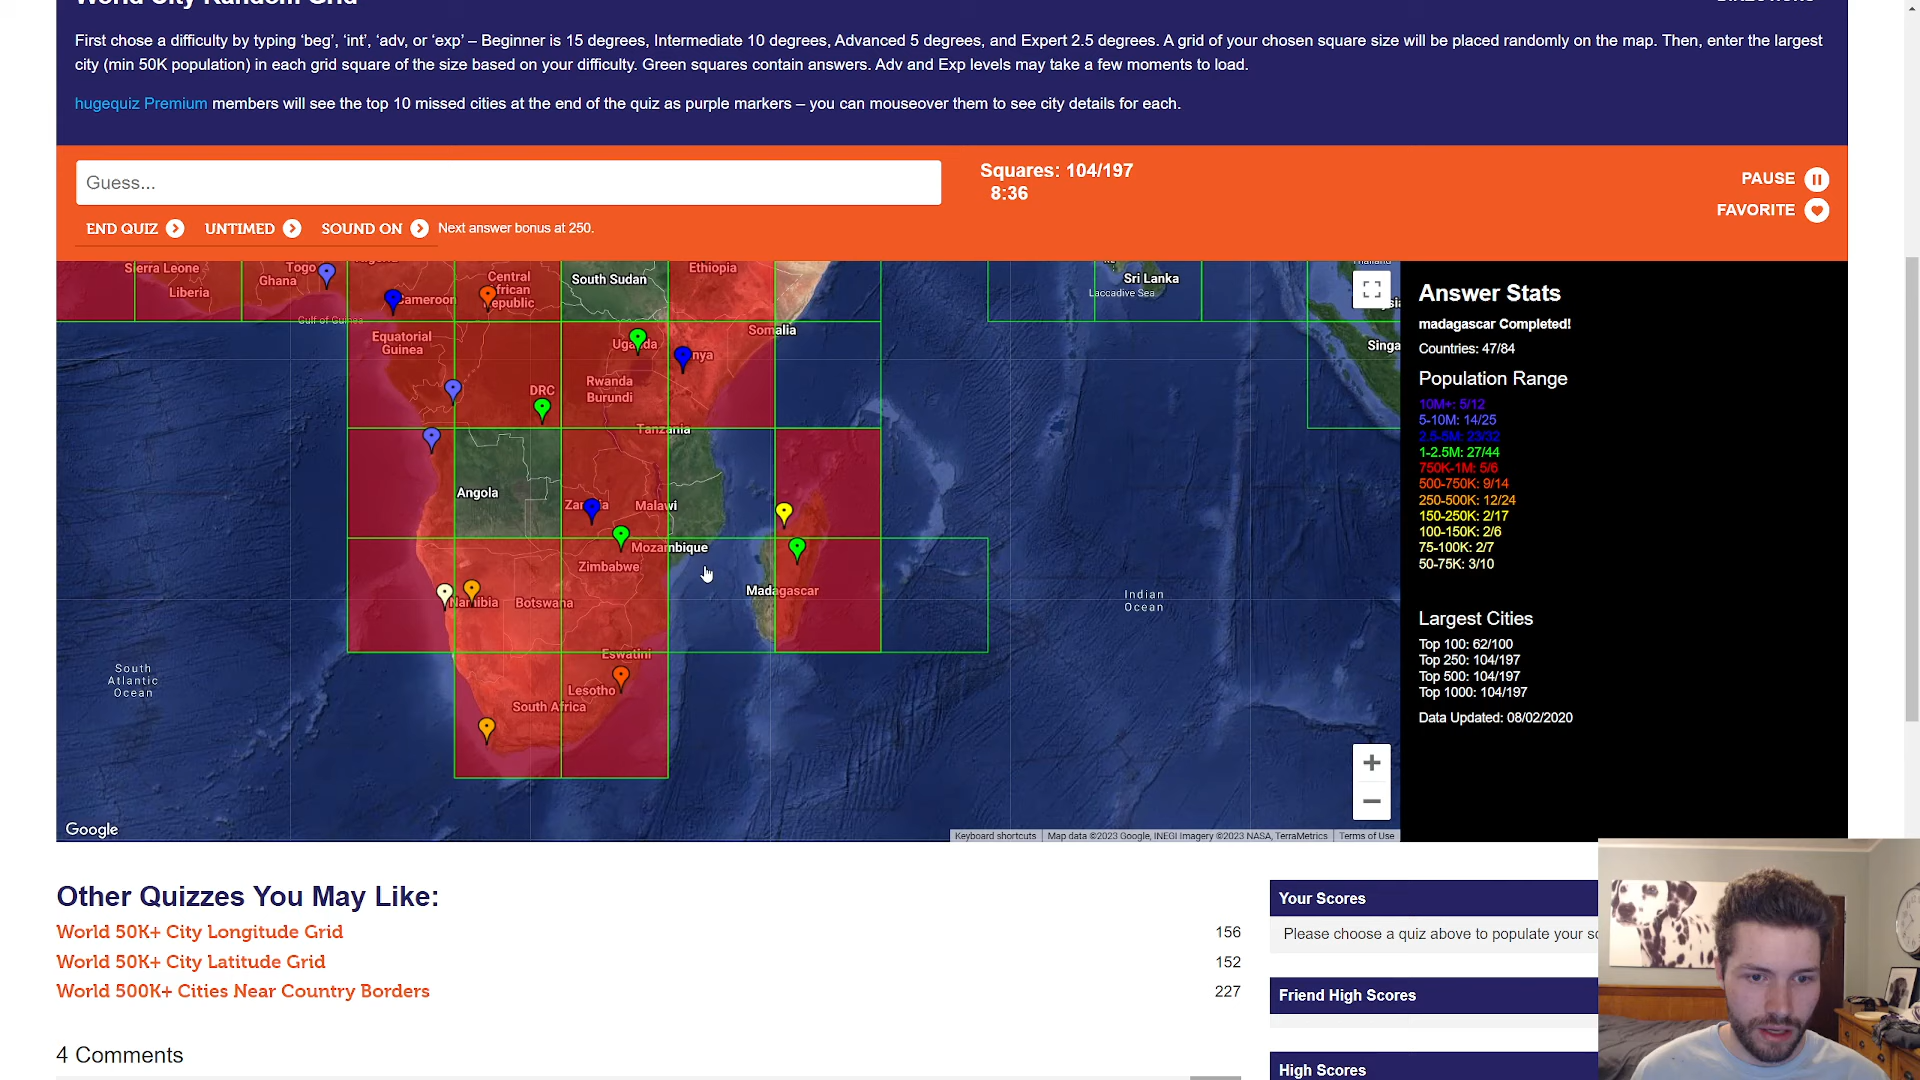 First chose a difficulty by typing ‘beg’, ‘int’, ‘adv, or ‘exp’ – Beginner is 15 degrees, Intermediate 10 degrees, Advanced 5 degrees, and Expert 2.5 degrees. A grid of your chosen square size will be placed randomly on the map. Then, enter the largest
city (min 50K population) in each grid square of the size based on your difficulty. Green squares contain answers. Adv and Exp levels may take a few moments to load.
hugequiz Premium members will see the top 10 missed cities at the end of the quiz as purple markers – you can mouseover them to see city details for each.
Guess...
Squares: 104/197
8:36
PAUSE
FAVORITE
END QUIZ
UNTIMED
SOUND ON
Next answer bonus at 250.
Sierra Leone
Liberia
Togo
Ghana
Gulf of Guinea
Cameroon
Equatorial
Guinea
Central
African
Republic
South Sudan
Ethiopia
Somalia
Uganda
Kenya
DRC
Rwanda
Burundi
Tanzania
Angola
Zambia
Malawi
Mozambique
Zimbabwe
Namibia
Botswana
Madagascar
Eswatini
Lesotho
South Africa
Sri Lanka
Laccadive Sea
Thailand
Singa
Indian
Ocean
South
Atlantic
Ocean
Google
Keyboard shortcuts
Map data ©2023 Google, INEGI Imagery ©2023 NASA, TerraMetrics
Terms of Use
Answer Stats
madagascar Completed!
Countries: 47/84
Population Range
10M+: 5/12
5-10M: 14/25
2.5-5M: 23/32
1-2.5M: 27/44
750K-1M: 5/6
500-750K: 9/14
250-500K: 12/24
150-250K: 2/17
100-150K: 2/6
75-100K: 2/7
50-75K: 3/10
Largest Cities
Top 100: 62/100
Top 250: 104/197
Top 500: 104/197
Top 1000: 104/197
Data Updated: 08/02/2020
Other Quizzes You May Like:
World 50K+ City Longitude Grid 156
World 50K+ City Latitude Grid 152
World 500K+ Cities Near Country Borders 227
4 Comments
Your Scores
Please choose a quiz above to populate your sc
Friend High Scores
High Scores